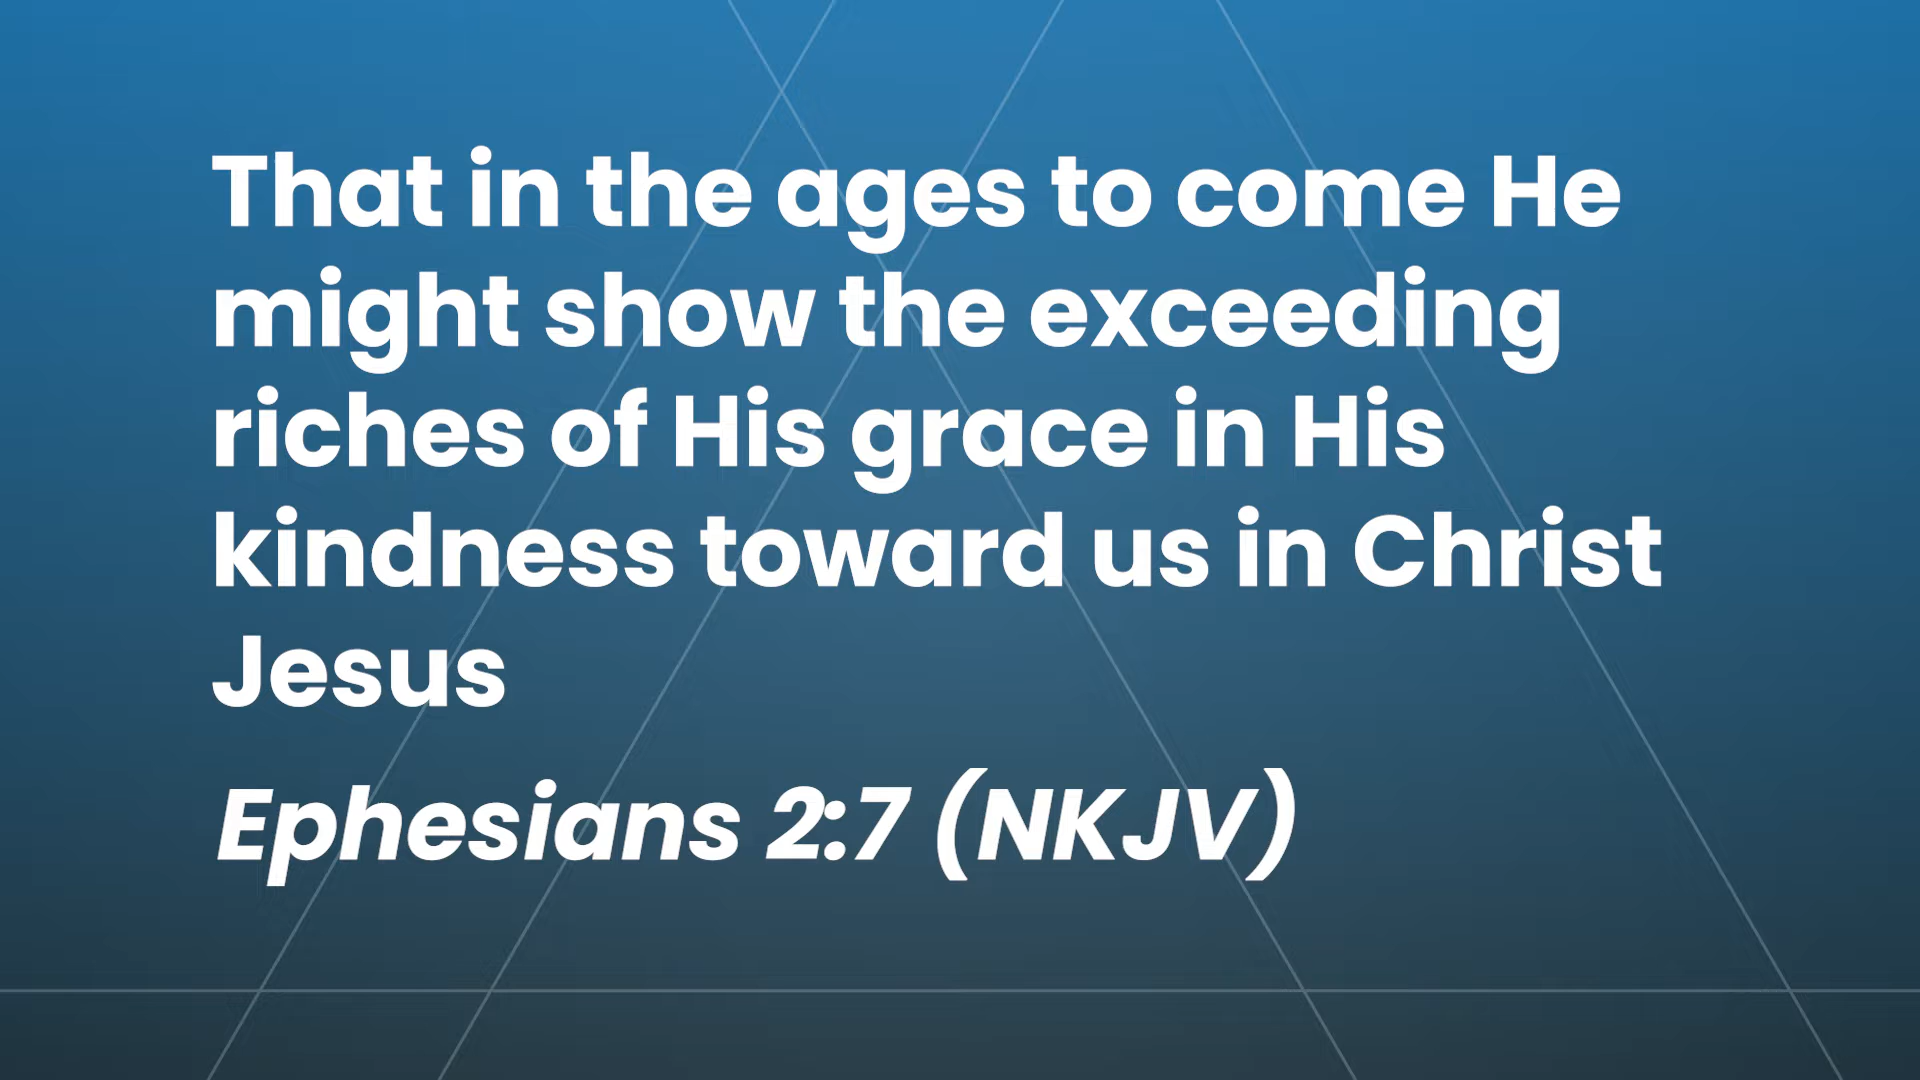 That in the ages to come He
might show the exceeding
riches of His grace in His
kindness toward us in Christ
Jesus
Ephesians 2:7 (NKJV)